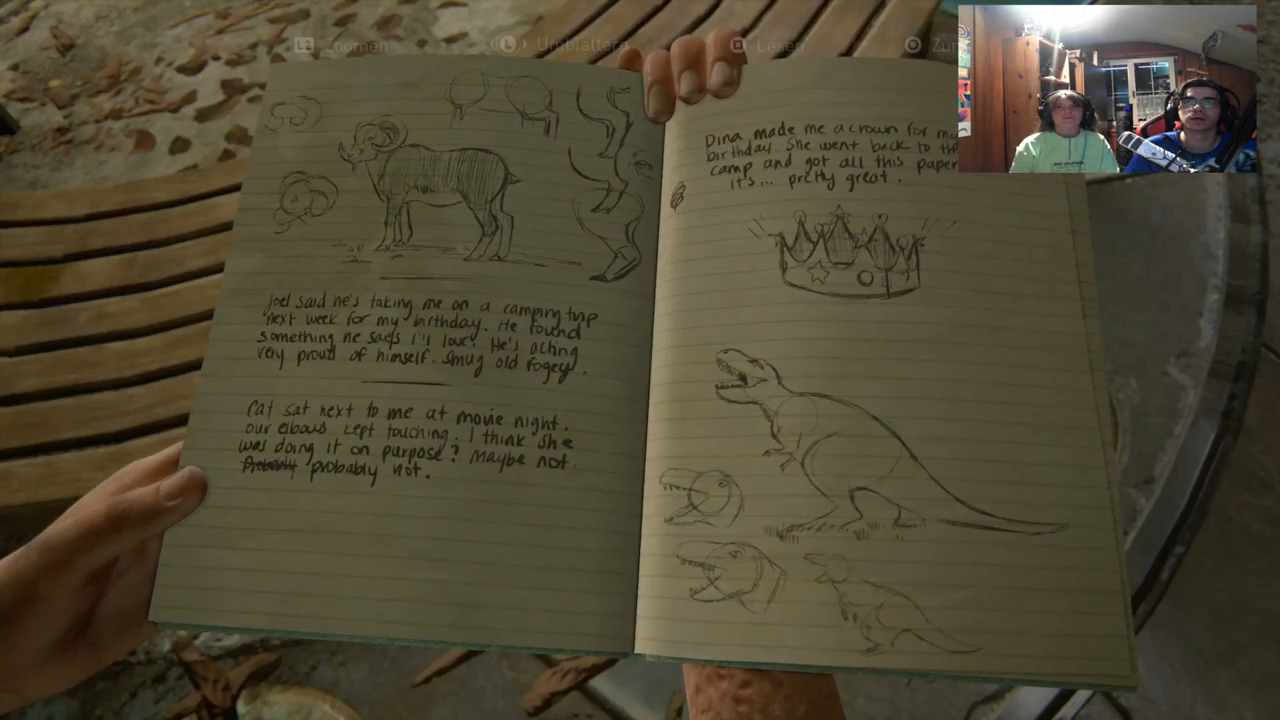 L2 Zoomen
L Umblättern
Lesen
Joel said he's taking me on a camping trip
next week for my birthday. He found
something he says I'll love. He's acting
very proud of himself. Smug old fogey.
Cat sat next to me at movie night.
our elbows kept touching. I think she
was doing it on purpose? Maybe not.
Probably probably not.
Dina made me a crown for my
birthday. She went back to the
camp and got all this paper
it's... pretty great.